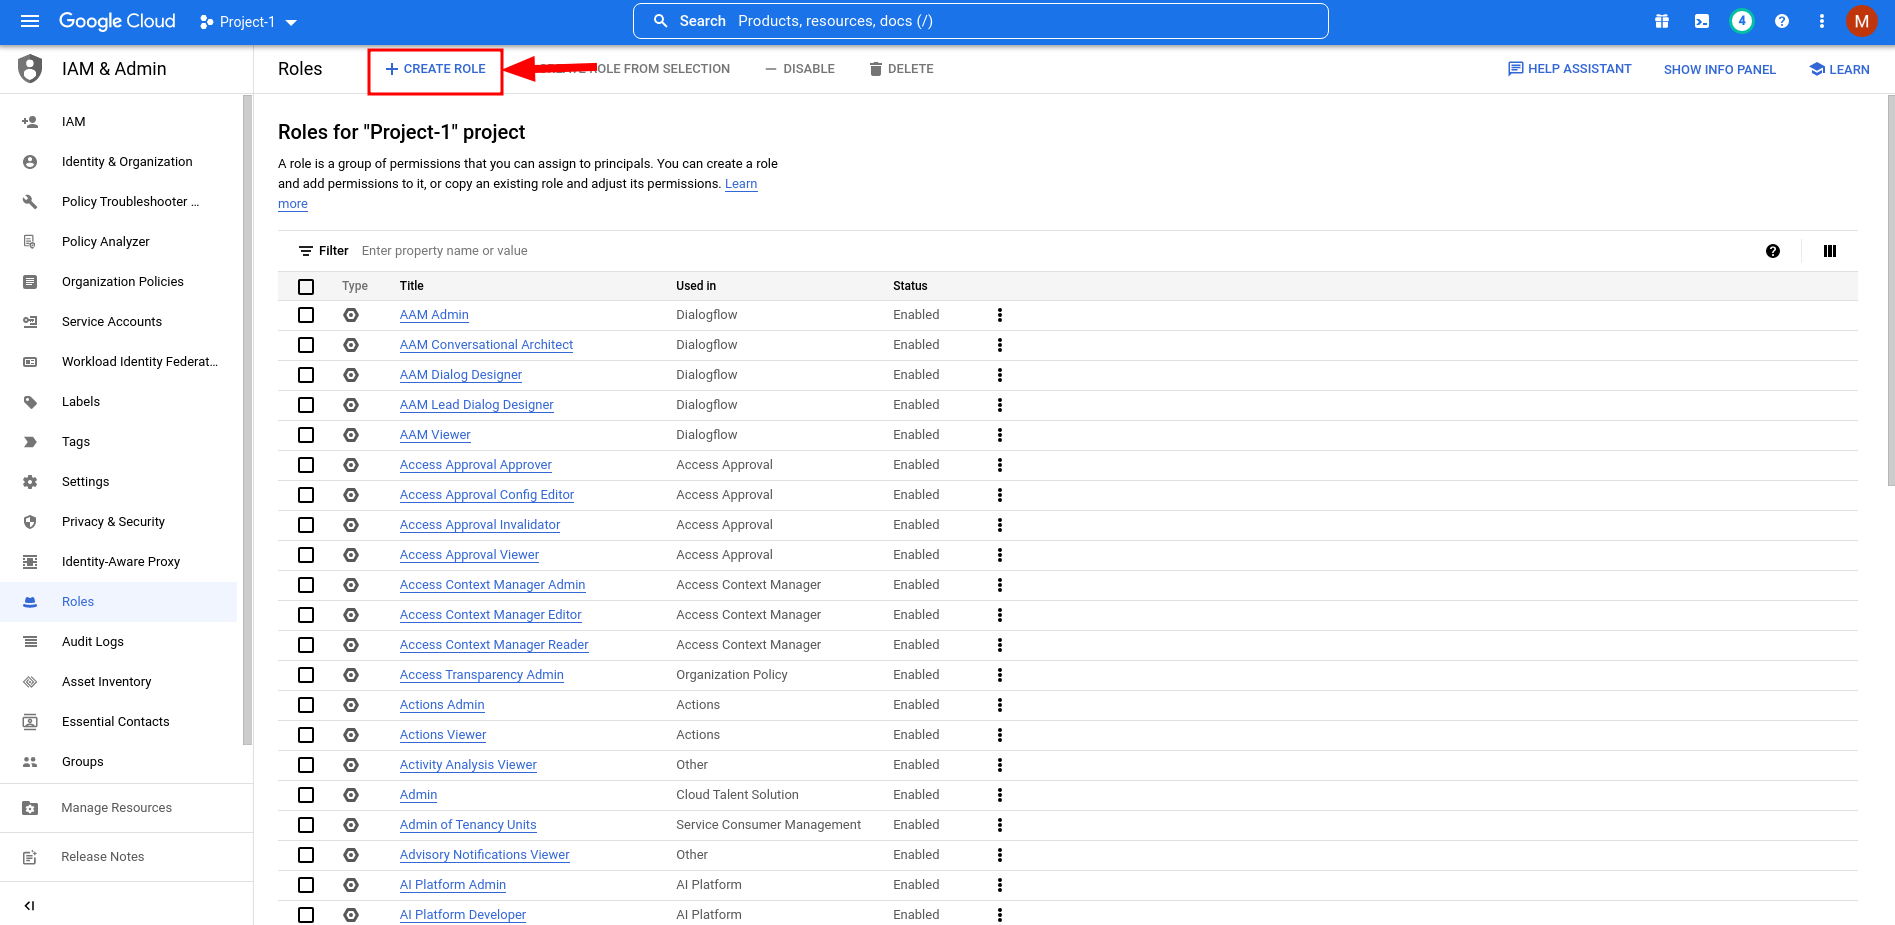 Google Cloud Project-1 Search Products, resources, docs (/) 4 M
IAM & Admin
Roles CREATE ROLE ROLE FROM SELECTION DISABLE DELETE HELP ASSISTANT SHOW INFO PANEL LEARN
IAM
Identity & Organization
Policy Troubleshooter ...
Policy Analyzer
Organization Policies
Service Accounts
Workload Identity Federat...
Labels
Tags
Settings
Privacy & Security
Identity-Aware Proxy
Roles
Audit Logs
Asset Inventory
Essential Contacts
Groups
Manage Resources
Release Notes
Roles for "Project-1" project
A role is a group of permissions that you can assign to principals. You can create a role
and add permissions to it, or copy an existing role and adjust its permissions. Learn
more
Filter Enter property name or value
Type Title Used in Status
AAM Admin Dialogflow Enabled
AAM Conversational Architect Dialogflow Enabled
AAM Dialog Designer Dialogflow Enabled
AAM Lead Dialog Designer Dialogflow Enabled
AAM Viewer Dialogflow Enabled
Access Approval Approver Access Approval Enabled
Access Approval Config Editor Access Approval Enabled
Access Approval Invalidator Access Approval Enabled
Access Approval Viewer Access Approval Enabled
Access Context Manager Admin Access Context Manager Enabled
Access Context Manager Editor Access Context Manager Enabled
Access Context Manager Reader Access Context Manager Enabled
Access Transparency Admin Organization Policy Enabled
Actions Admin Actions Enabled
Actions Viewer Actions Enabled
Activity Analysis Viewer Other Enabled
Admin Cloud Talent Solution Enabled
Admin of Tenancy Units Service Consumer Management Enabled
Advisory Notifications Viewer Other Enabled
AI Platform Admin AI Platform Enabled
AI Platform Developer AI Platform Enabled